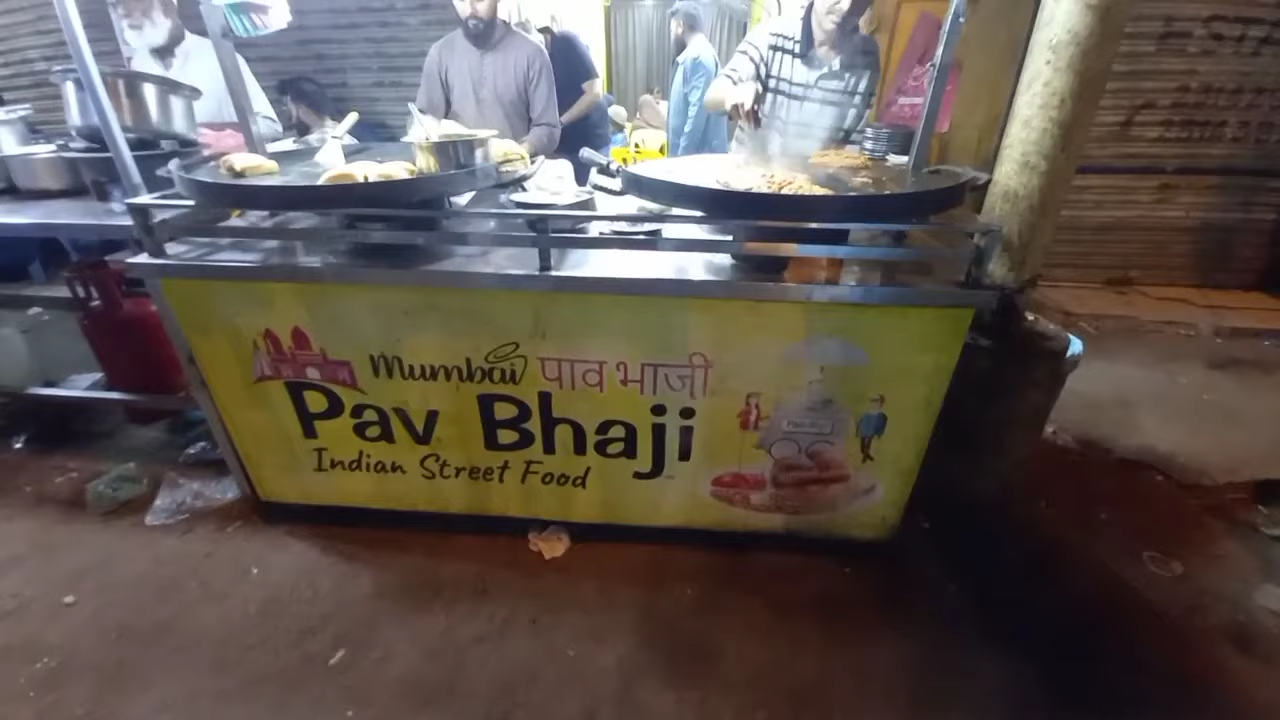 Mumbai पाव भाजी
Pav Bhaji
Indian Street Food